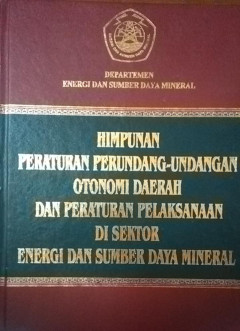 DEPARTEMEN
ENERGI DAN SUMBER DAYA MINERAL
HIMPUNAN
PERATURAN PERUNDANG-UNDANGAN
OTONOMI DAERAH
DAN PERATURAN PELAKSANAAN
DI SEKTOR
ENERGI DAN SUMBER DAYA MINERAL